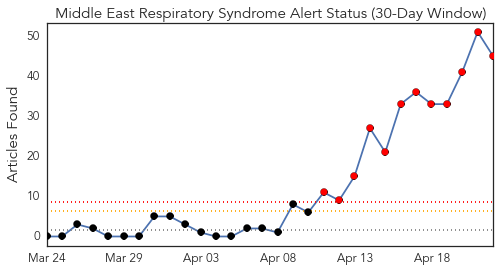 Middle East Respiratory Syndrome Alert Status (30-Day Window)
Articles Found
50
40
30
20
10
0
Mar 24 Mar 29 Apr 03 Apr 08 Apr 13 Apr 18